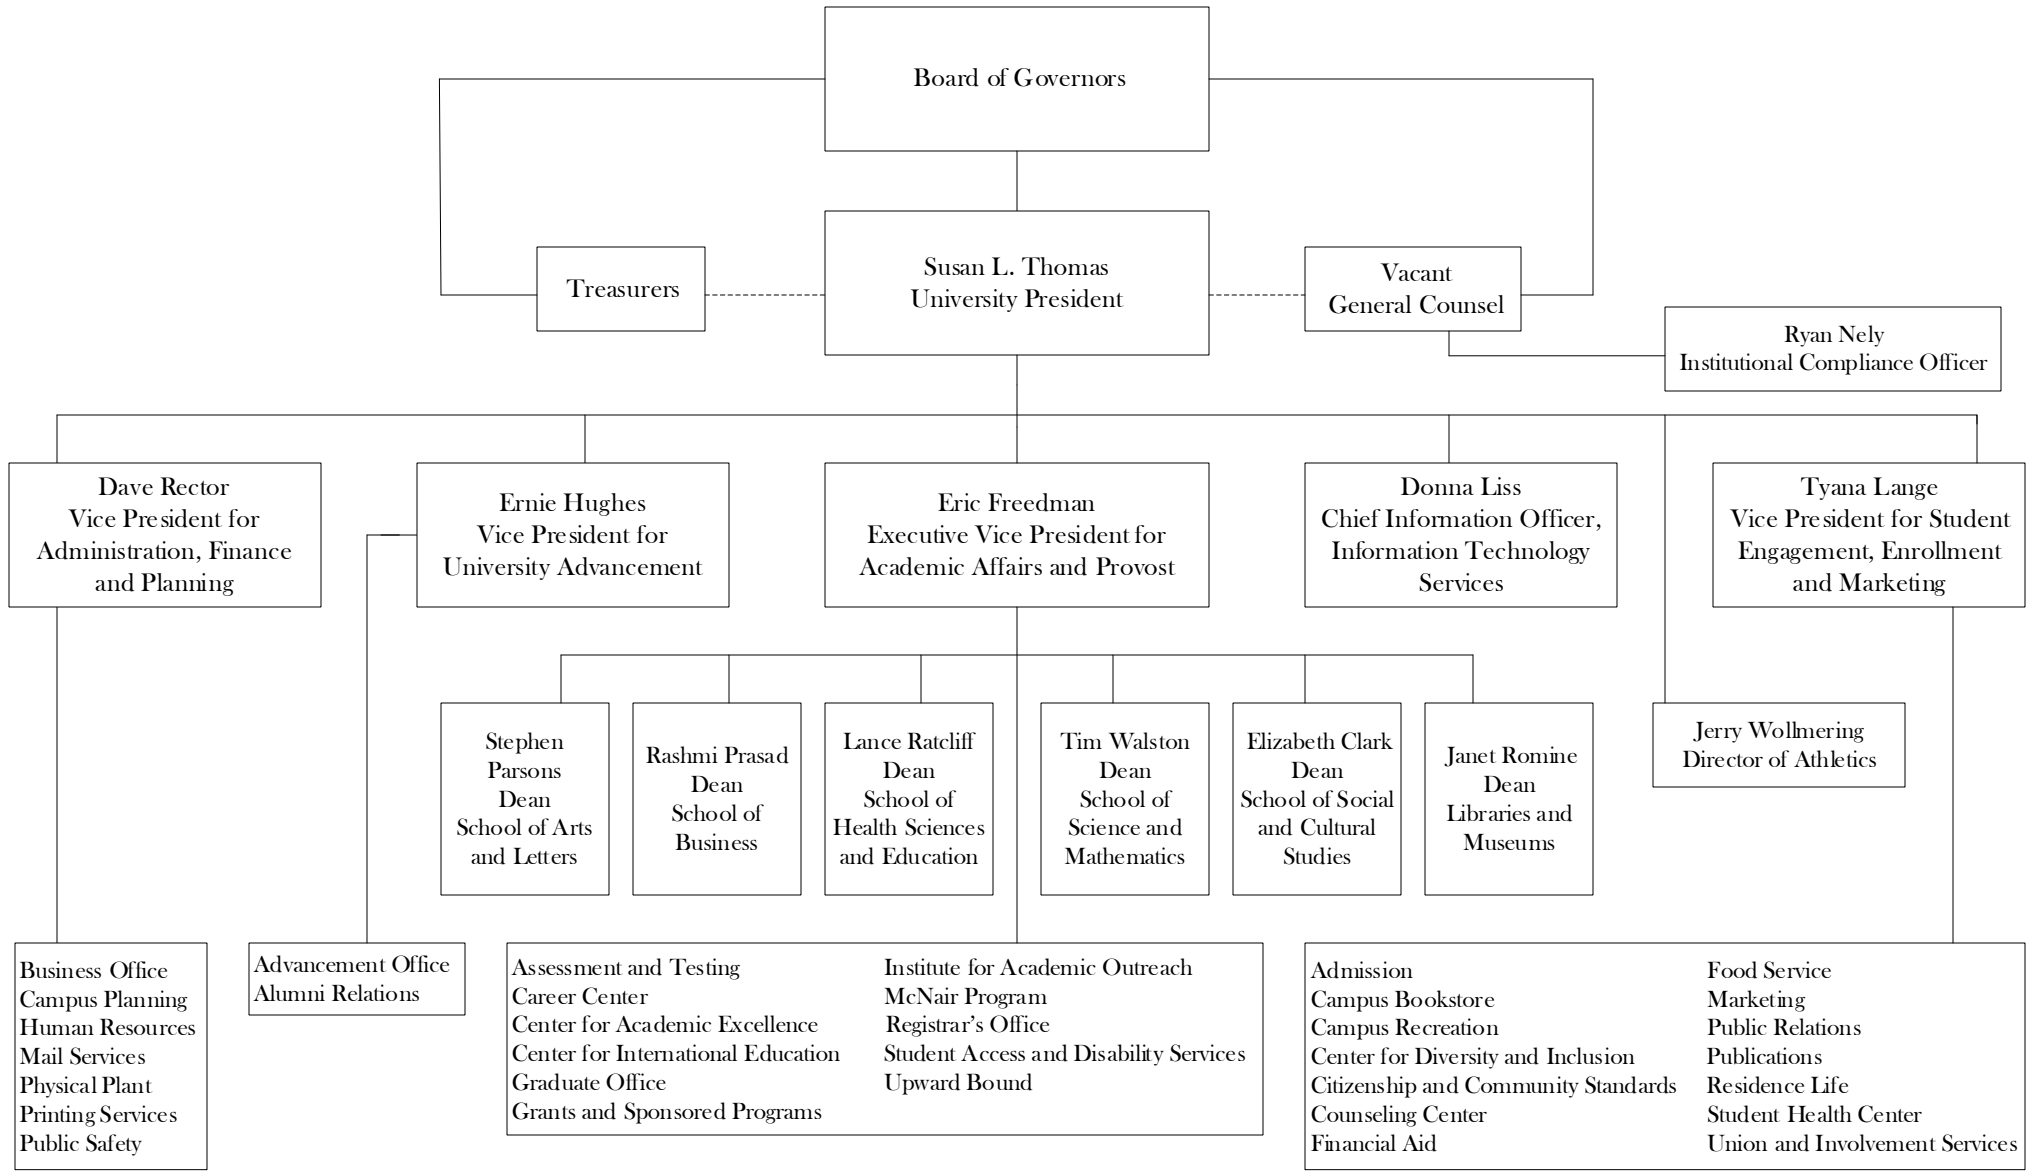 Board of Governors
Treasurers
Susan L. Thomas
University President
Vacant
General Counsel
Ryan Nely
Institutional Compliance Officer
Dave Rector
Vice President for
Administration, Finance
and Planning
Ernie Hughes
Vice President for
University Advancement
Eric Freedman
Executive Vice President for
Academic Affairs and Provost
Donna Liss
Chief Information Officer,
Information Technology
Services
Tyana Lange
Vice President for Student
Engagement, Enrollment
and Marketing
Stephen
Parsons
Dean
School of Arts
and Letters
Rashmi Prasad
Dean
School of
Business
Lance Ratcliff
Dean
School of
Health Sciences
and Education
Tim Walston
Dean
School of
Science and
Mathematics
Elizabeth Clark
Dean
School of Social
and Cultural
Studies
Janet Romine
Dean
Libraries and
Museums
Jerry Wollmering
Director of Athletics
Business Office
Campus Planning
Human Resources
Mail Services
Physical Plant
Printing Services
Public Safety
Advancement Office
Alumni Relations
Assessment and Testing
Career Center
Center for Academic Excellence
Center for International Education
Graduate Office
Grants and Sponsored Programs
Institute for Academic Outreach
McNair Program
Registrar's Office
Student Access and Disability Services
Upward Bound
Admission
Campus Bookstore
Campus Recreation
Center for Diversity and Inclusion
Citizenship and Community Standards
Counseling Center
Financial Aid
Food Service
Marketing
Public Relations
Publications
Residence Life
Student Health Center
Union and Involvement Services